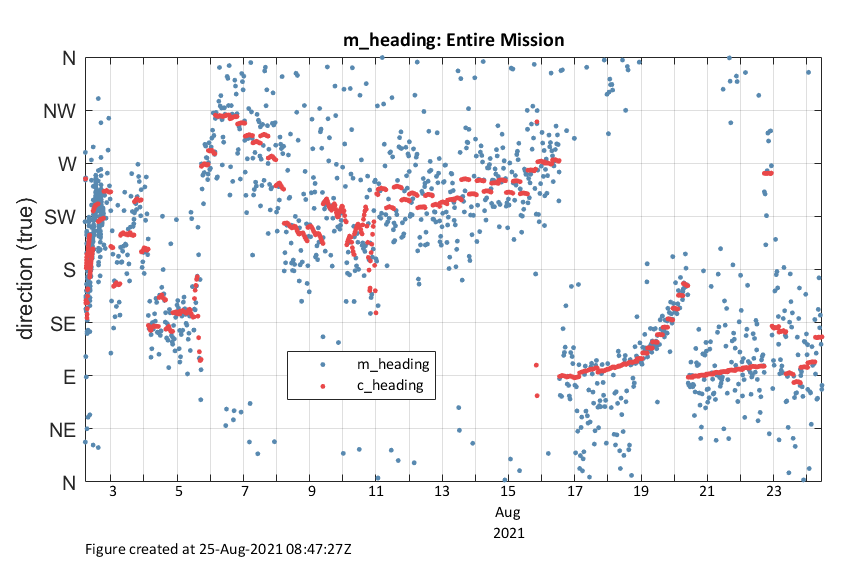 m_heading: Entire Mission
direction (true)
N
NW
W
SW
S
SE
E
NE
N
m_heading
c_heading
3 5 7 9 11 13 15 17 19 21 23
Aug
2021
Figure created at 25-Aug-2021 08:47:27Z